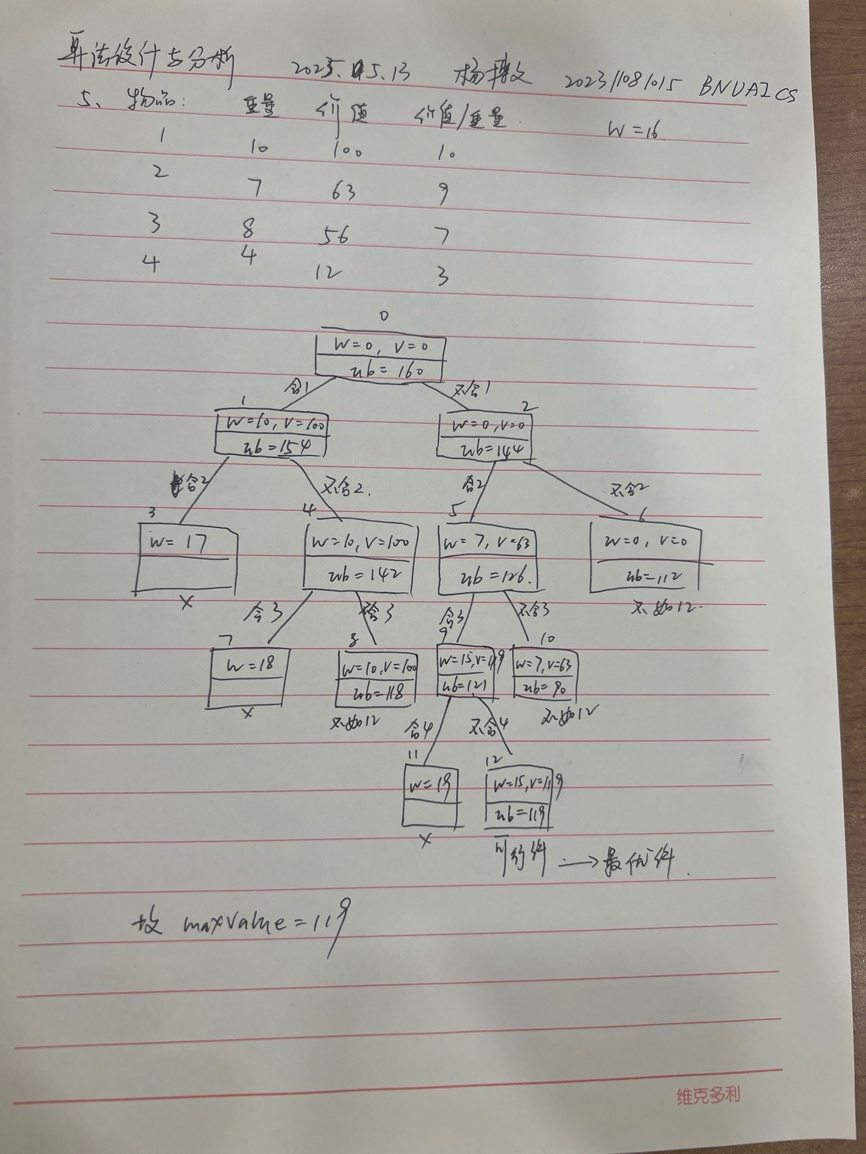 算法设计与分析 2025.05.13 杨 文 202311081015 BNUAICS
5、物品: 重量 价值 价值/重量 W=16
1 10 100 10
2 7 63 9
3 8 56 7
4 4 12 3
0
W=0, V=0
ub=160
含1 不含1
1 2
W=10, V=100 W=0, V=0
ub=154 ub=144
含2 不含2. 含2 不含2
3 4 5 6
W=17 W=10, V=100 W=7, V=63 W=0, V=0
ub=142 ub=126. ub=112
X 不如12.
含3 不含3 含3 不含3
7 8 9 10
W=18 W=10, V=100 W=15, V=119 W=7, V=63
ub=118 ub=121 ub=90
X 不如12 不如12
含4 不含4
11 12
W=19 W=15, V=119
ub=119
X 可行解 → 最优解.
故 maxvalue=119
维克多利